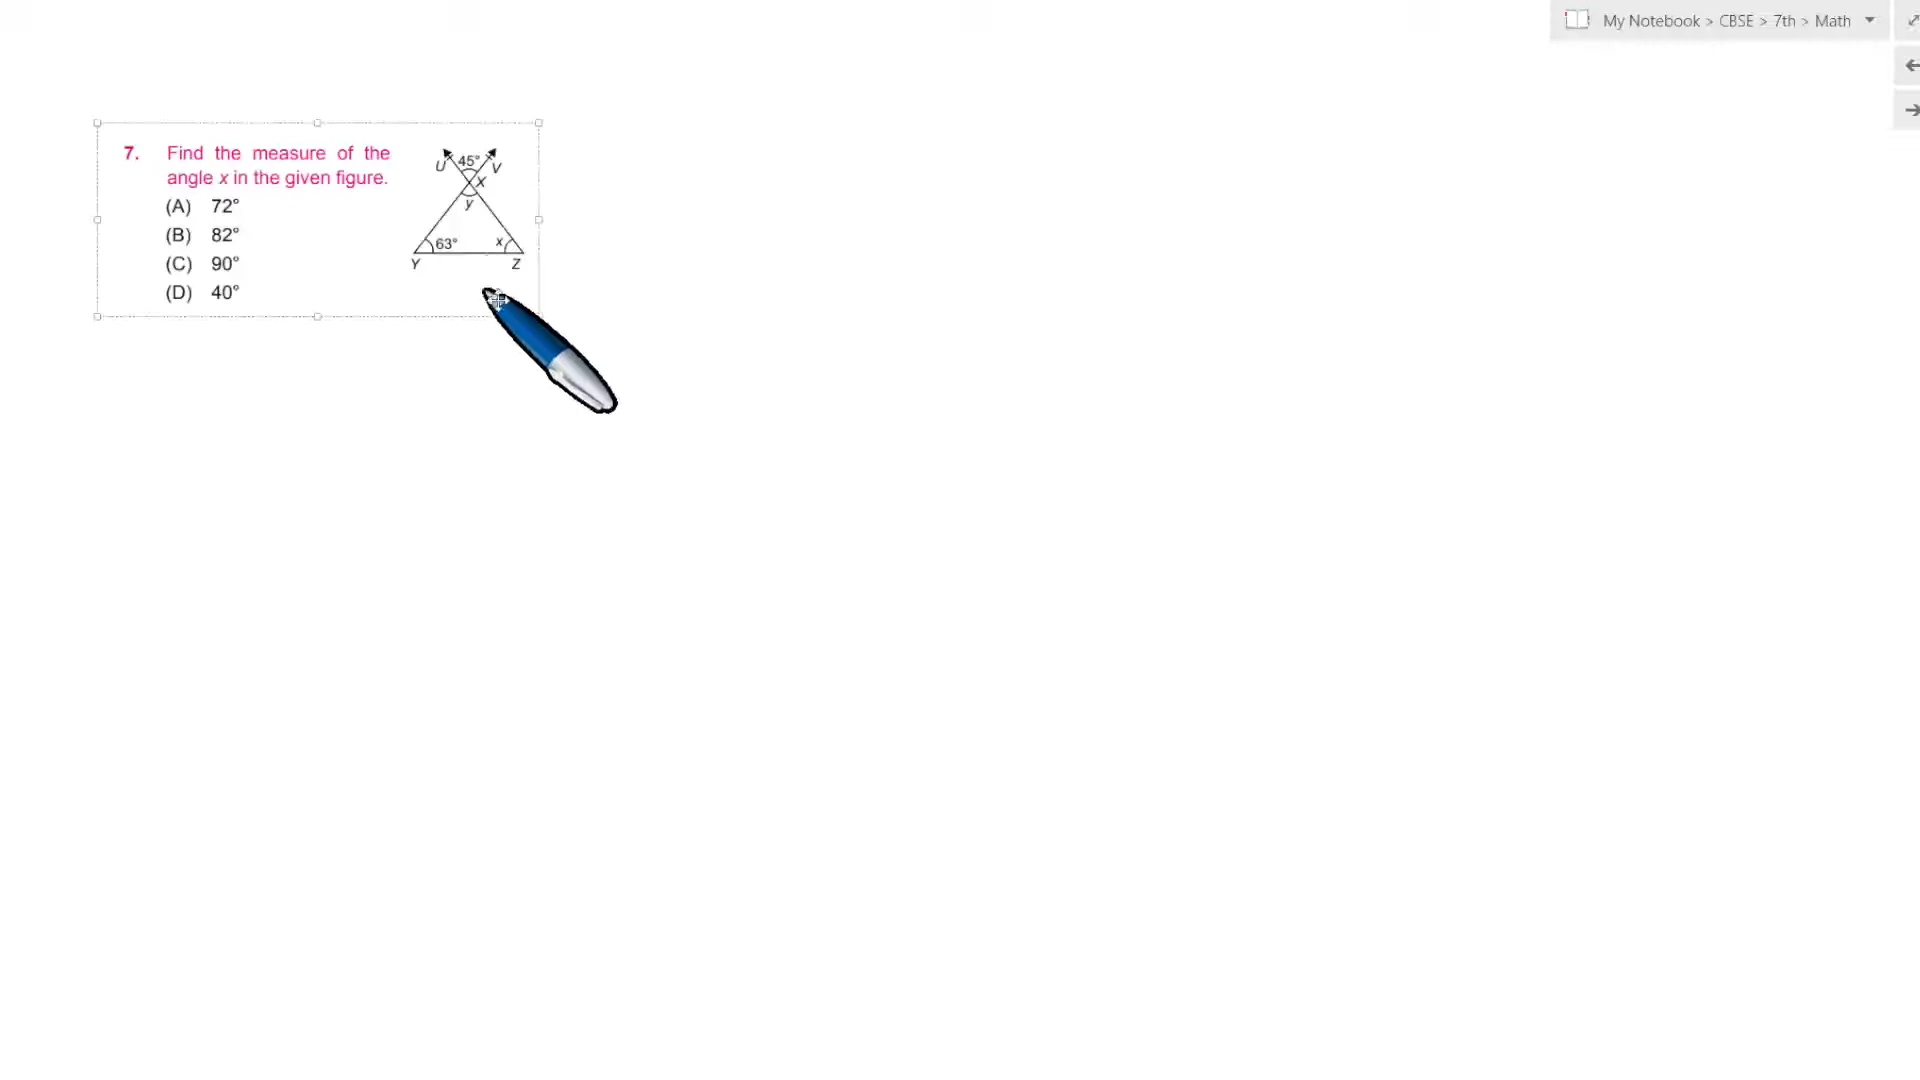 My Notebook > CBSE > 7th > Math
7. Find the measure of the
angle x in the given figure.
(A) 72°
(B) 82°
(C) 90°
(D) 40°
U 45° V
X
y
63° x
Y Z